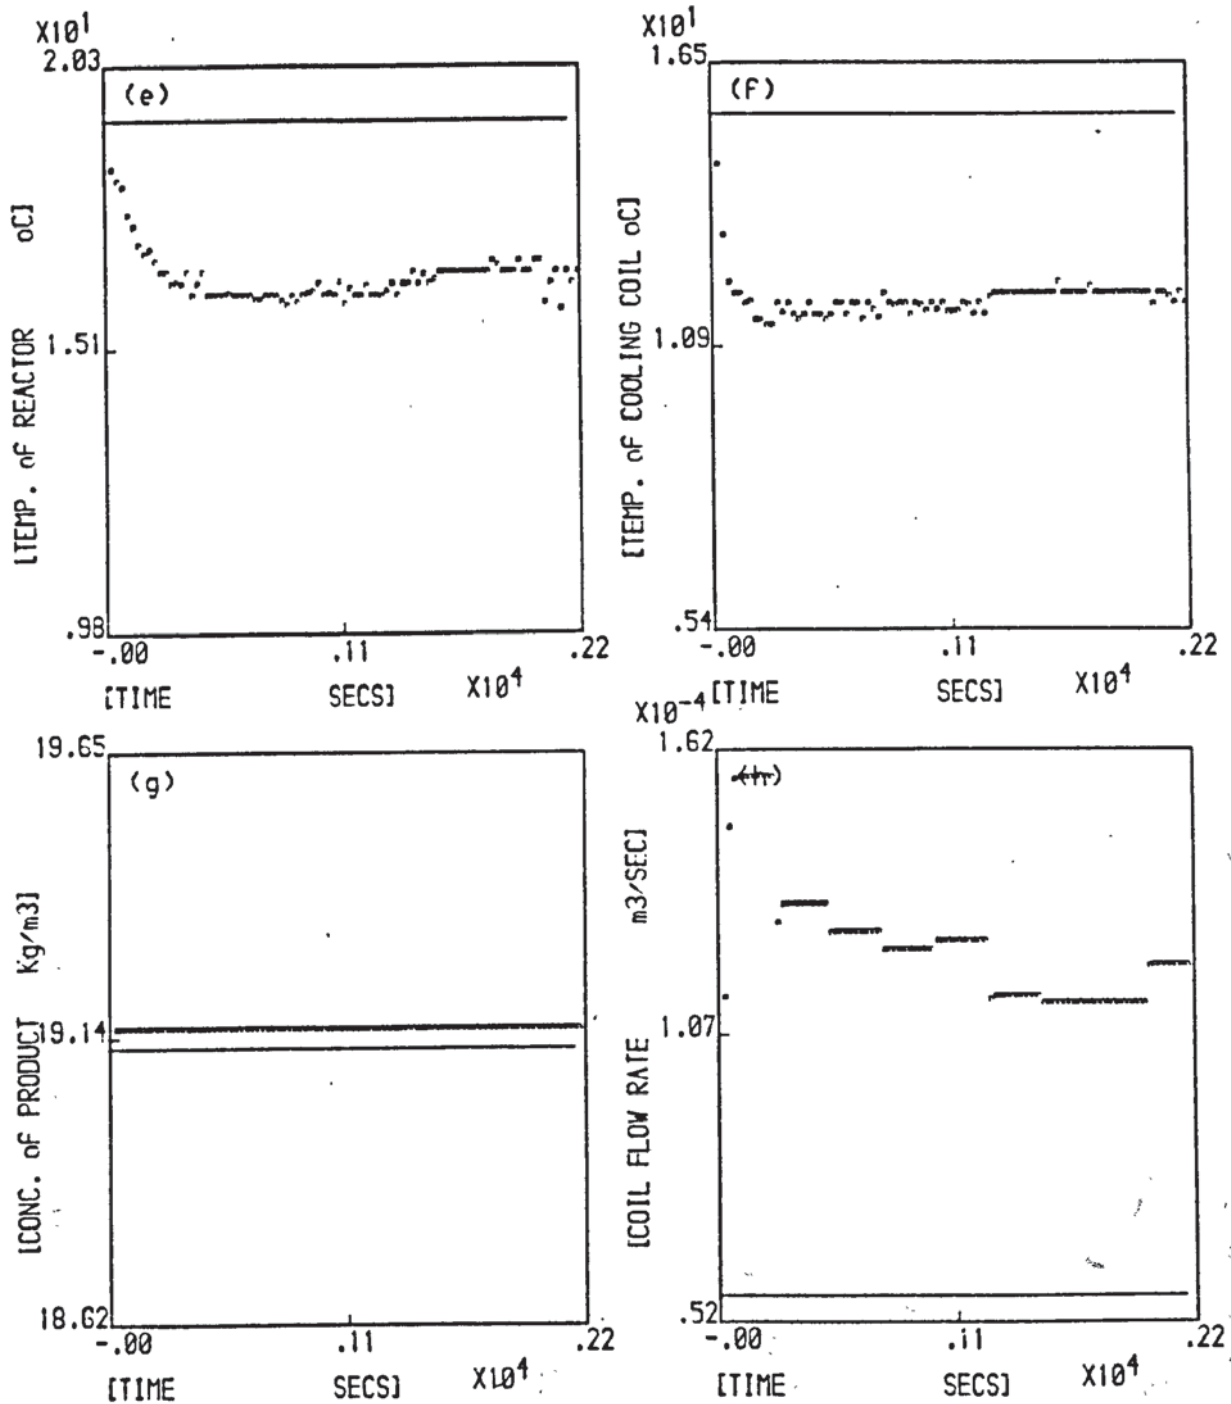 X10¹
2.03
(e)
[TEMP. of REACTOR oC]
1.51
.98
-.00 .11 .22
[TIME SECS] X10⁴
X10¹
1.65
(f)
[TEMP. of COOLING COIL oC]
1.09
.54
-.00 .11 .22
[TIME SECS] X10⁴
19.65
(g)
[CONC. of PRODUCT Kg/m3]
19.14
18.62
-.00 .11 .22
[TIME SECS] X10⁴
X10⁻⁴
1.62
(h)
[COIL FLOW RATE m3/SEC]
1.07
.52
-.00 .11 .22
[TIME SECS] X10⁴